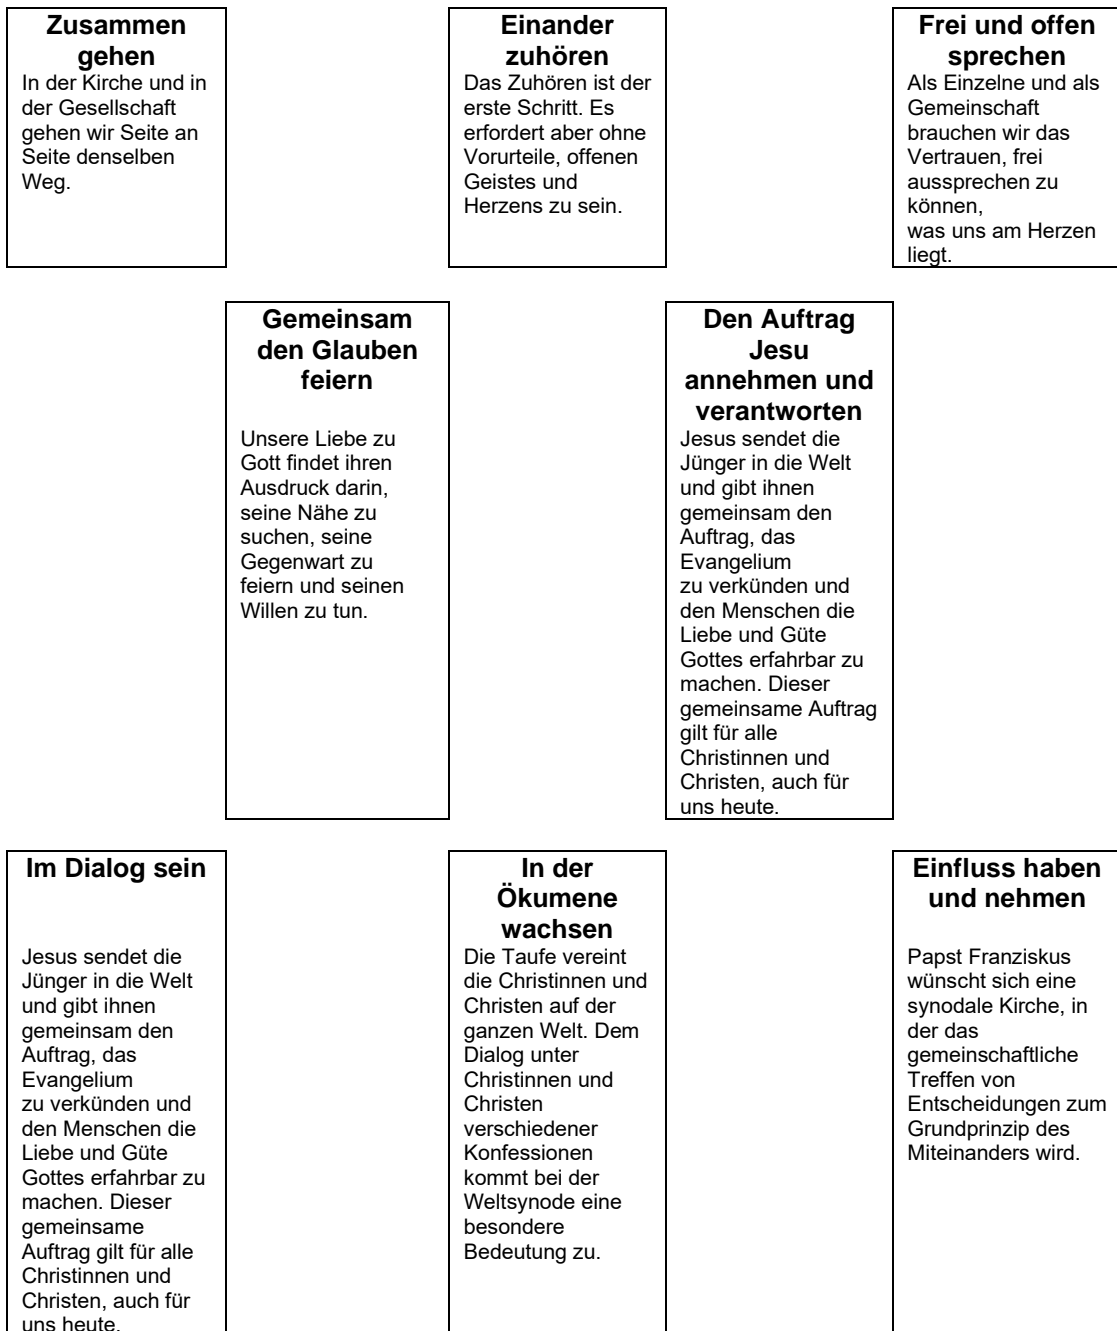 Zusammen
gehen
In der Kirche und in
der Gesellschaft
gehen wir Seite an
Seite denselben
Weg.
Einander
zuhören
Das Zuhören ist der
erste Schritt. Es
erfordert aber ohne
Vorurteile, offenen
Geistes und
Herzens zu sein.
Frei und offen
sprechen
Als Einzelne und als
Gemeinschaft
brauchen wir das
Vertrauen, frei
aussprechen zu
können,
was uns am Herzen
liegt.
Gemeinsam
den Glauben
feiern
Unsere Liebe zu
Gott findet ihren
Ausdruck darin,
seine Nähe zu
suchen, seine
Gegenwart zu
feiern und seinen
Willen zu tun.
Den Auftrag
Jesu
annehmen und
verantworten
Jesus sendet die
Jünger in die Welt
und gibt ihnen
gemeinsam den
Auftrag, das
Evangelium
zu verkünden und
den Menschen die
Liebe und Güte
Gottes erfahrbar zu
machen. Dieser
gemeinsame Auftrag
gilt für alle
Christinnen und
Christen, auch für
uns heute.
Im Dialog sein
Jesus sendet die
Jünger in die Welt
und gibt ihnen
gemeinsam den
Auftrag, das
Evangelium
zu verkünden und
den Menschen die
Liebe und Güte
Gottes erfahrbar zu
machen. Dieser
gemeinsame
Auftrag gilt für alle
Christinnen und
Christen, auch für
uns heute.
In der
Ökumene
wachsen
Die Taufe vereint
die Christinnen und
Christen auf der
ganzen Welt. Dem
Dialog unter
Christinnen und
Christen
verschiedener
Konfessionen
kommt bei der
Weltsynode eine
besondere
Bedeutung zu.
Einfluss haben
und nehmen
Papst Franziskus
wünscht sich eine
synodale Kirche, in
der das
gemeinschaftliche
Treffen von
Entscheidungen zum
Grundprinzip des
Miteinanders wird.